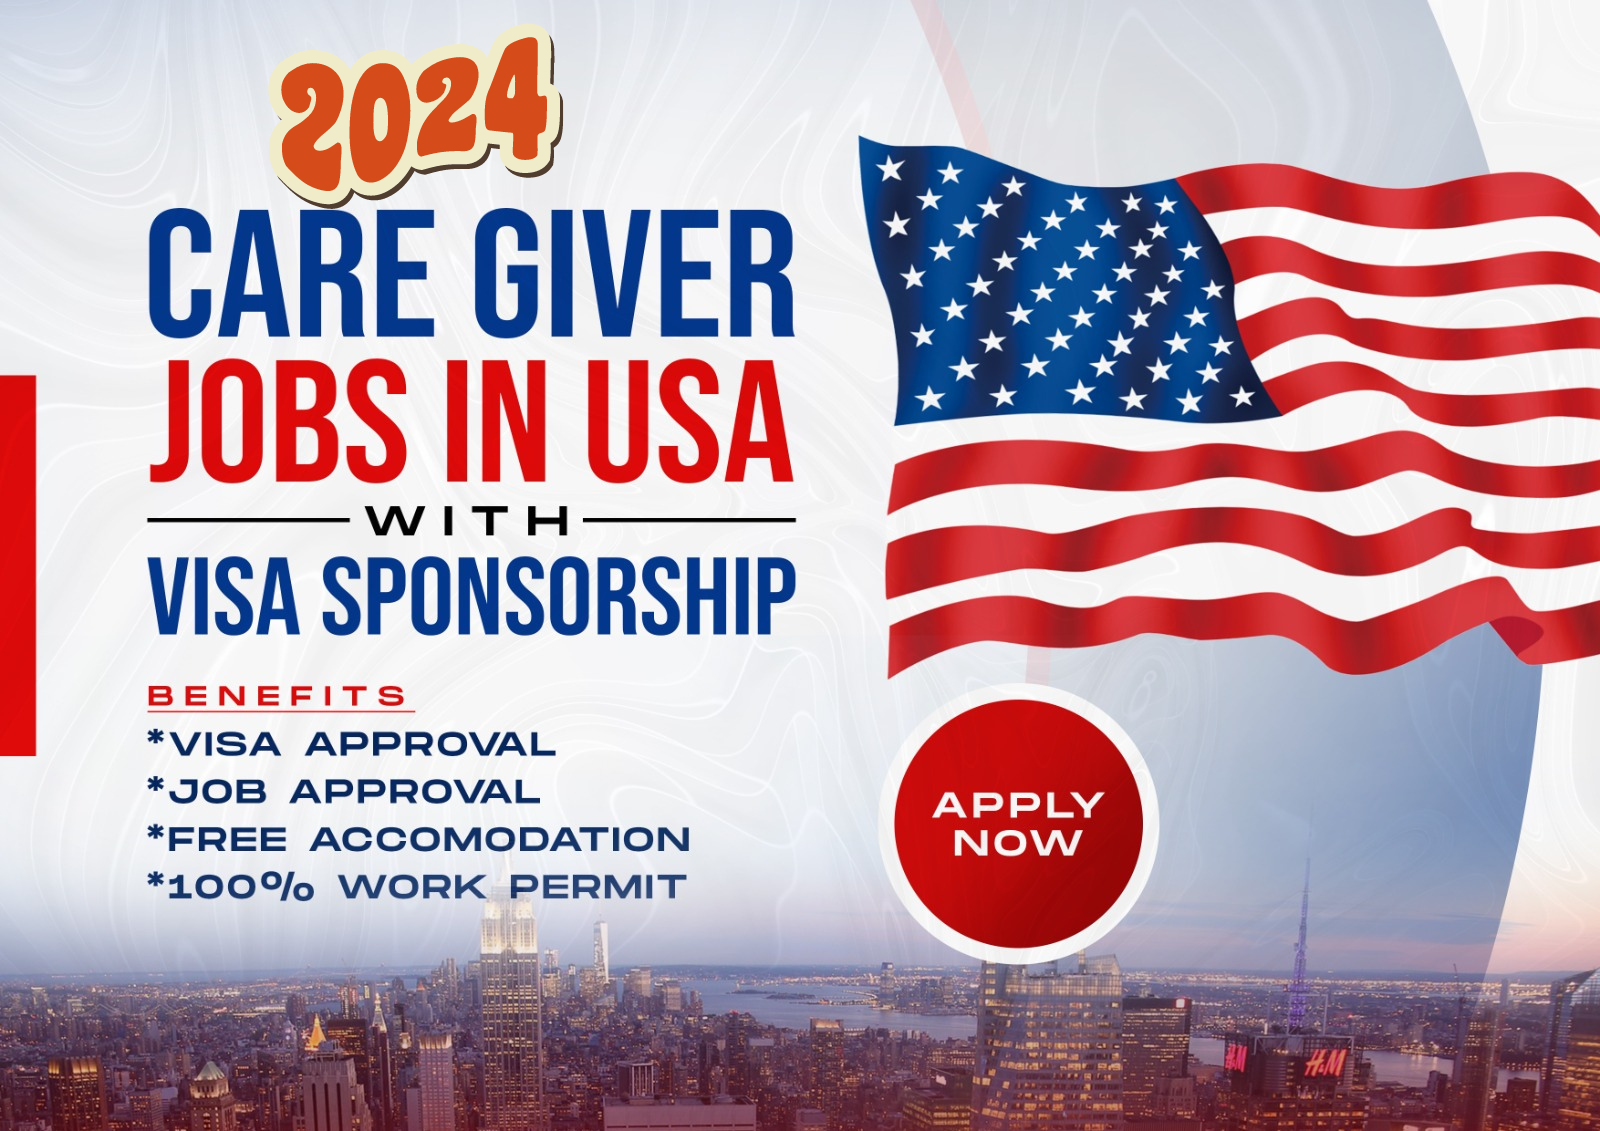 2024
CARE GIVER
JOBS IN USA
WITH
VISA SPONSORSHIP
BENEFITS
*VISA APPROVAL
*JOB APPROVAL
*FREE ACCOMODATION
*100% WORK PERMIT
APPLY
NOW
H&M
H&M